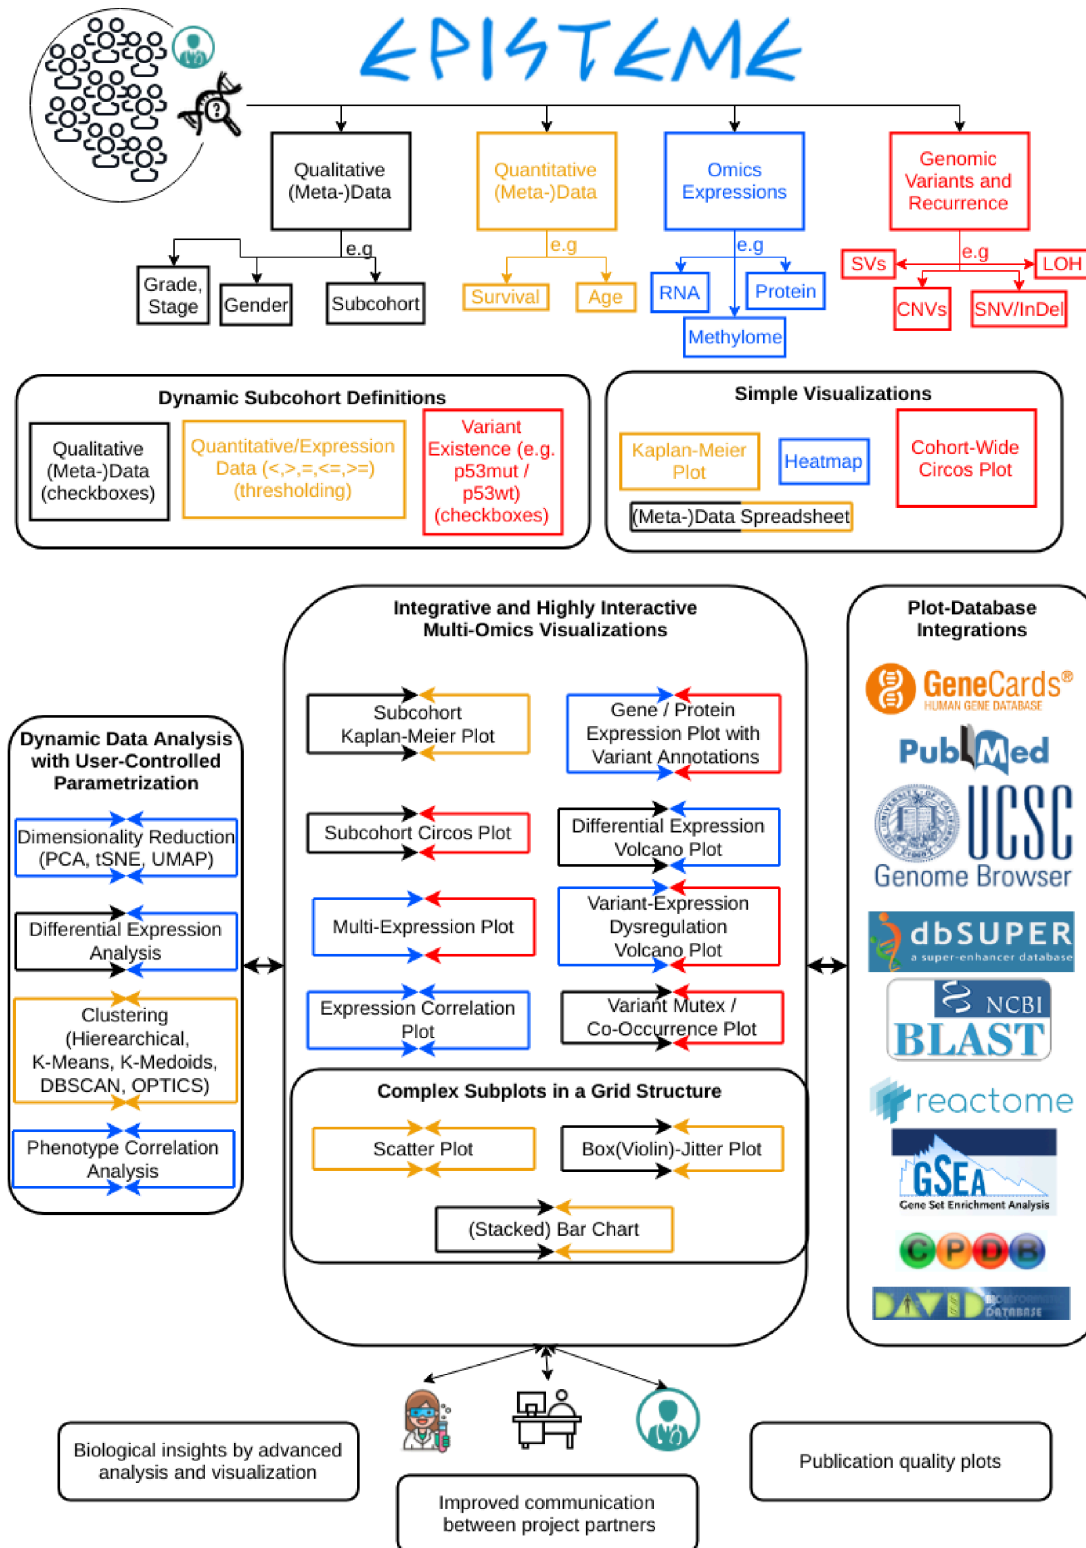 EPISTEME
?
Qualitative
(Meta-)Data
Quantitative
(Meta-)Data
Omics
Expressions
Genomic
Variants and
Recurrence
e.g
e.g
e.g
e.g
Grade,
Stage
Gender
Subcohort
Survival
Age
RNA
Protein
Methylome
SVs
LOH
CNVs
SNV/InDel
Dynamic Subcohort Definitions
Qualitative
(Meta-)Data
(checkboxes)
Quantitative/Expression
Data (<,>,=,<=,>=)
(thresholding)
Variant
Existence (e.g.
p53mut /
p53wt)
(checkboxes)
Simple Visualizations
Kaplan-Meier
Plot
Heatmap
Cohort-Wide
Circos Plot
(Meta-)Data Spreadsheet
Dynamic Data Analysis
with User-Controlled
Parametrization
Dimensionality Reduction
(PCA, tSNE, UMAP)
Differential Expression
Analysis
Clustering
(Hierearchical,
K-Means, K-Medoids,
DBSCAN, OPTICS)
Phenotype Correlation
Analysis
Integrative and Highly Interactive
Multi-Omics Visualizations
Subcohort
Kaplan-Meier Plot
Gene / Protein
Expression Plot with
Variant Annotations
Subcohort Circos Plot
Differential Expression
Volcano Plot
Multi-Expression Plot
Variant-Expression
Dysregulation
Volcano Plot
Expression Correlation
Plot
Variant Mutex /
Co-Occurrence Plot
Complex Subplots in a Grid Structure
Scatter Plot
Box(Violin)-Jitter Plot
(Stacked) Bar Chart
Plot-Database
Integrations
GeneCards®
HUMAN GENE DATABASE
PubMed
UCSC
Genome Browser
dbSUPER
a super-enhancer database
NCBI
BLAST
reactome
GSEA
Gene Set Enrichment Analysis
CPDB
DAVID
DATABASE
Biological insights by advanced
analysis and visualization
Improved communication
between project partners
Publication quality plots